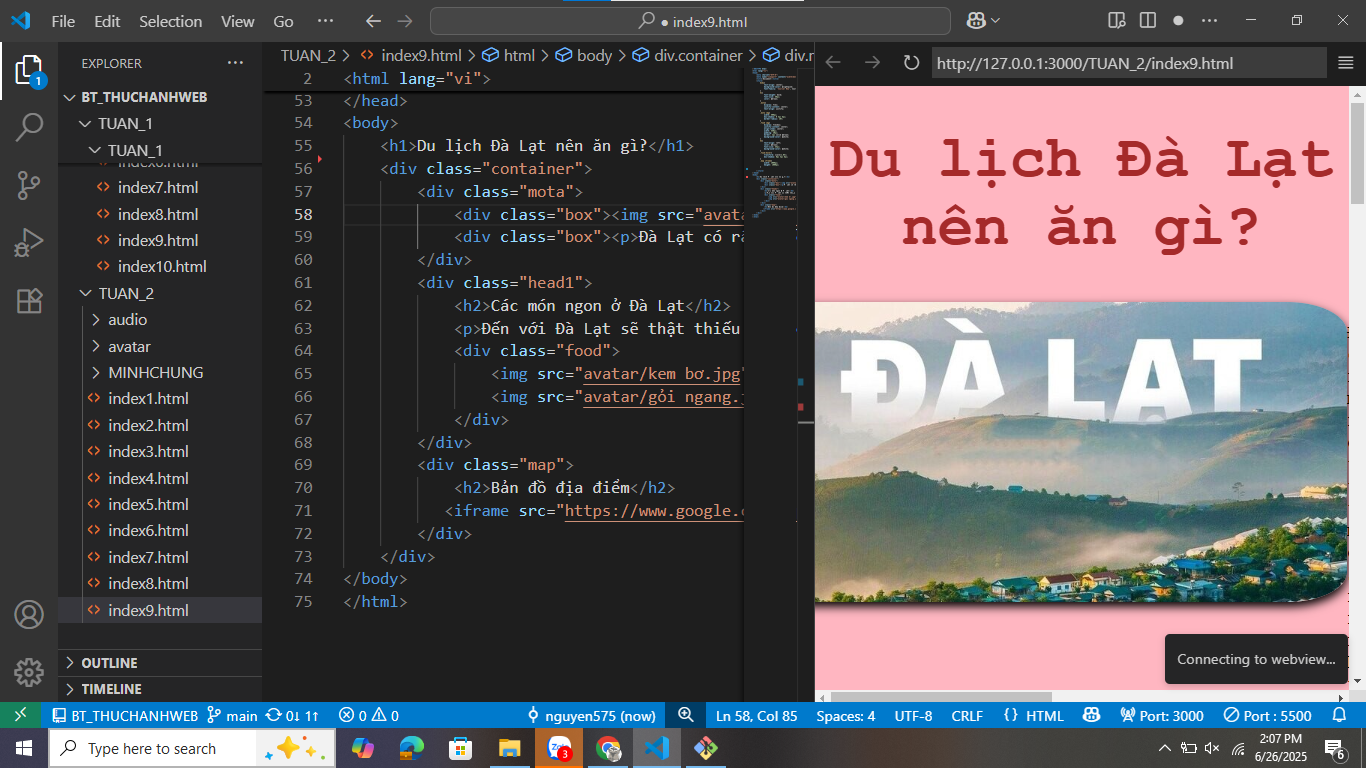 File Edit Selection View Go ··· ● index9.html
EXPLORER ···
BT_THUCHANHWEB
TUAN_1
TUAN_1
index7.html
index8.html
index9.html
index10.html
TUAN_2
audio
avatar
MINHCHUNG
index1.html
index2.html
index3.html
index4.html
index5.html
index6.html
index7.html
index8.html
index9.html
OUTLINE
TIMELINE
TUAN_2 > index9.html > html > body > div.container > div.r
2 <html lang="vi">
53 </head>
54 <body>
55 <h1>Du lịch Đà Lạt nên ăn gì?</h1>
56 <div class="container">
57 <div class="mota">
58 <div class="box"><img src="avata
59 <div class="box"><p>Đà Lạt có rấ
60 </div>
61 <div class="head1">
62 <h2>Các món ngon ở Đà Lạt</h2>
63 <p>Đến với Đà Lạt sẽ thật thiếu
64 <div class="food">
65 <img src="avatar/kem bơ.jpg"
66 <img src="avatar/gỏi ngang.j
67 </div>
68 </div>
69 <div class="map">
70 <h2>Bản đồ địa điểm</h2>
71 <iframe src="https://www.google.c
72 </div>
73 </div>
74 </body>
75 </html>
http://127.0.0.1:3000/TUAN_2/index9.html
Du lịch Đà Lạt
nên ăn gì?
ĐÀ LẠT
Connecting to webview...
1
BT_THUCHANHWEB main 0↓ 1↑ 0 0 nguyen575 (now) Ln 58, Col 85 Spaces: 4 UTF-8 CRLF {} HTML Port: 3000 Port : 5500
Type here to search
Zalo
3
2:07 PM
6/26/2025
6